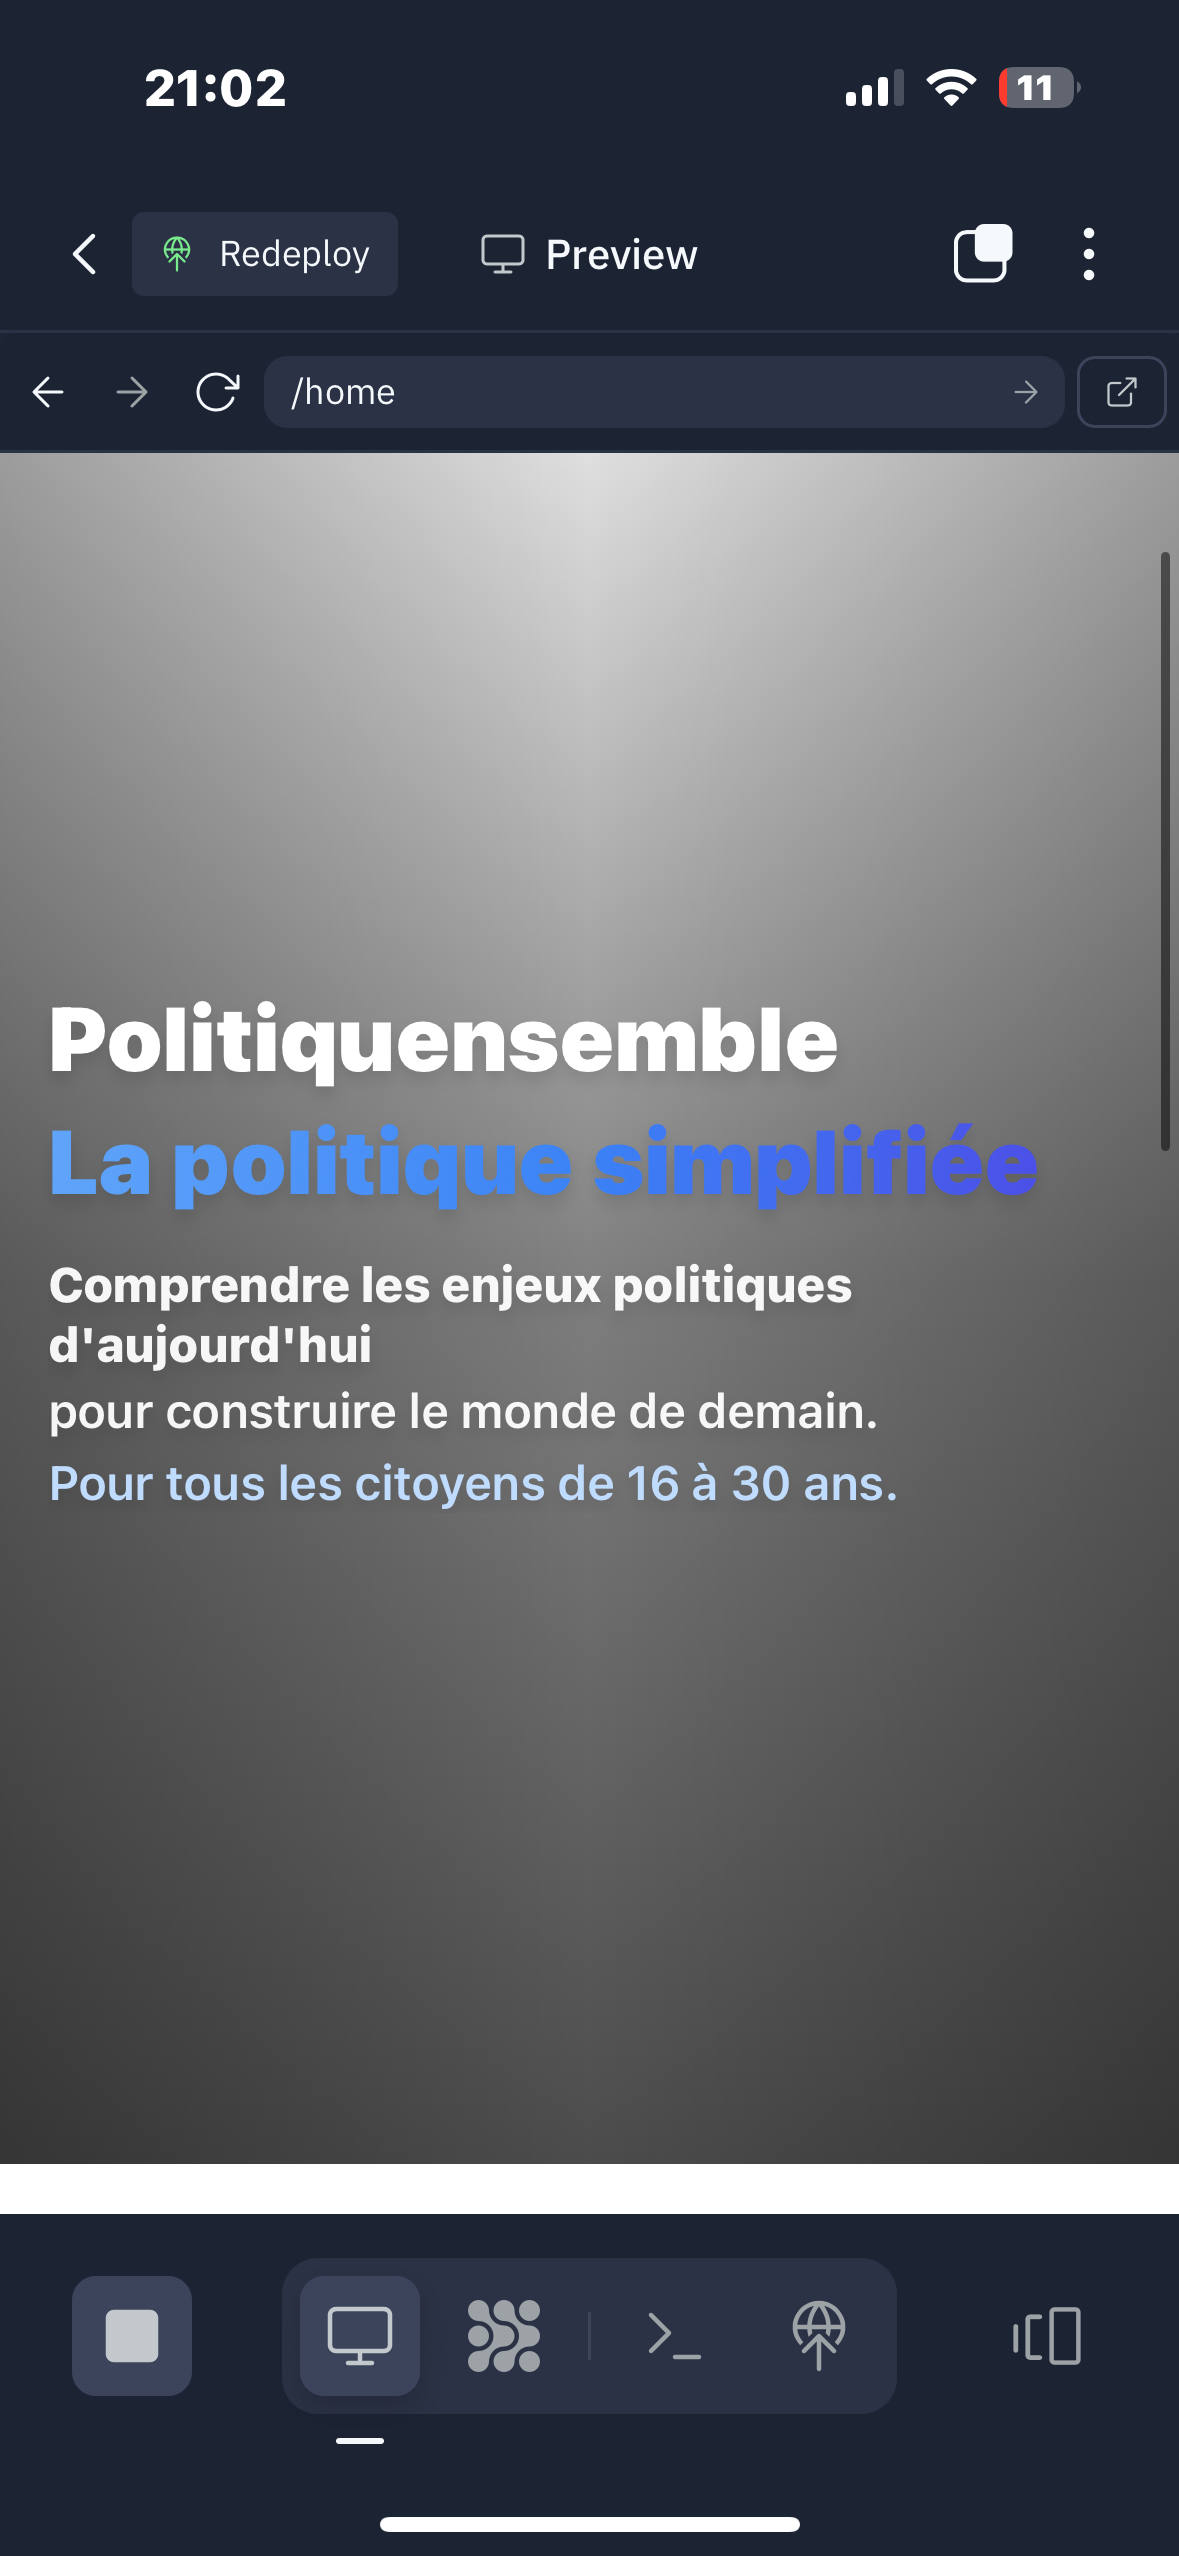 21:02
11
Redeploy
Preview
/home
Politiquensemble
La politique simplifiée
Comprendre les enjeux politiques
d'aujourd'hui
pour construire le monde de demain.
Pour tous les citoyens de 16 à 30 ans.